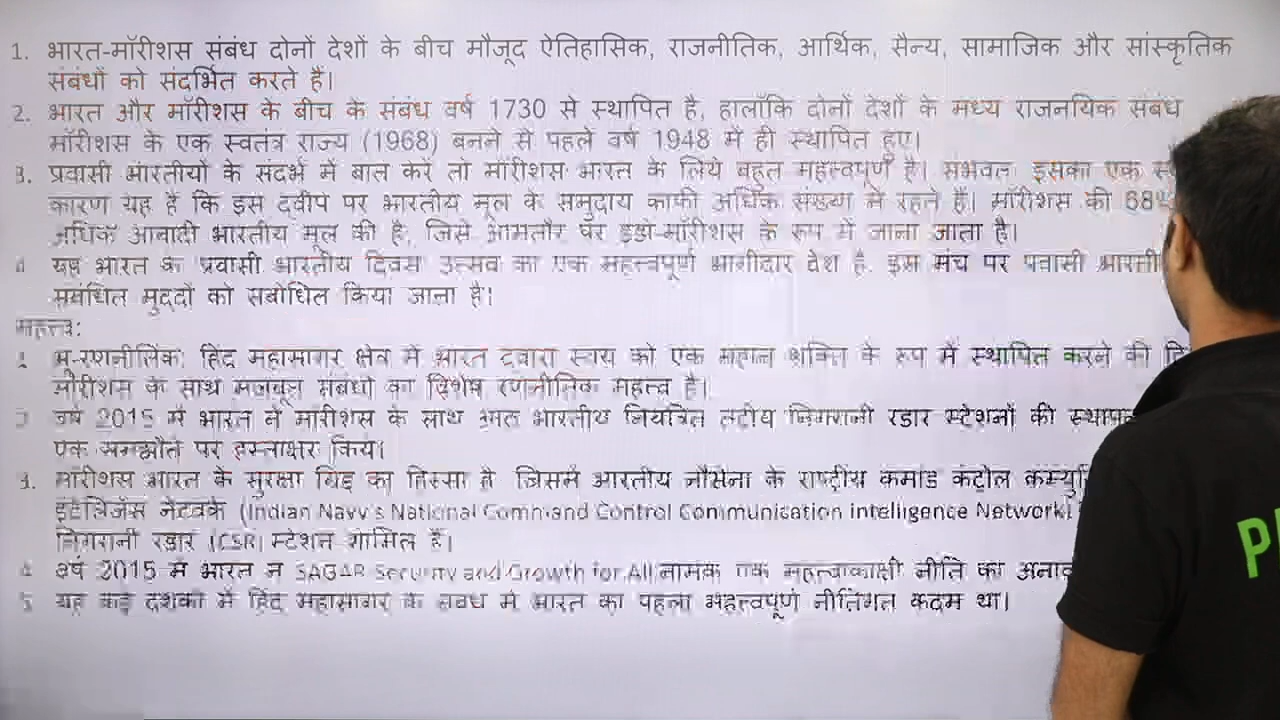 1. भारत-मॉरीशस संबंध दोनों देशों के बीच मौजूद ऐतिहासिक, राजनीतिक, आर्थिक, सैन्य, सामाजिक और सांस्कृतिक
संबंधों को संदर्भित करते हैं।
2. भारत और मॉरीशस के बीच के संबंध वर्ष 1730 से स्थापित है, हालाँकि दोनों देशों के मध्य राजनयिक संबंध
मॉरीशस के एक स्वतंत्र राज्य (1968) बनने से पहले वर्ष 1948 में ही स्थापित हुए।
3. प्रवासी भारतीयों के संदर्भ में बात करें तो मॉरीशस भारत के लिये बहुत महत्त्वपूर्ण है। संभवतः इसका एक
कारण यह है कि इस द्वीप पर भारतीय मूल के समुदाय काफी अधिक संख्या में रहते हैं। मॉरीशस की 68%
अधिक आबादी भारतीय मूल की है, जिसे आमतौर पर इंडो-मॉरीशस के रूप में जाना जाता है।
4 यह भारत के प्रवासी भारतीय दिवस उत्सव का एक महत्त्वपूर्ण भागीदार देश है, इस मंच पर प्रवासी
संबंधित मुद्दों को संबोधित किया जाता है।
महत्त्व:
1 भू-रणनीतिक: हिंद महासागर क्षेत्र में भारत द्वारा स्वयं को एक महान शक्ति के रूप में स्थापित करने की
मॉरीशस के साथ मजबूत संबंधों का विशेष रणनीतिक महत्त्व है।
2 वर्ष 2015 में भारत ने मॉरीशस के साथ भारतीय नियंत्रित तटीय निगरानी रडार स्टेशनों की
एक समझौते पर हस्ताक्षर किये।
3. मॉरीशस भारत के सुरक्षा ग्रिड का हिस्सा है जिसमें भारतीय नौसेना के राष्ट्रीय कमांड कंट्रोल
इंटेलिजेंस नेटवर्क (Indian Navy's National Command Control Communication Intelligence Network)
निगरानी रडार (CSR) स्टेशन शामिल हैं।
4 वर्ष 2015 में भारत ने SAGAR Security and Growth for All नामक एक महत्त्वाकांक्षी नीति का
5 यह कई दशकों में हिंद महासागर के संबंध में भारत का पहला महत्त्वपूर्ण नीतिगत कदम था।